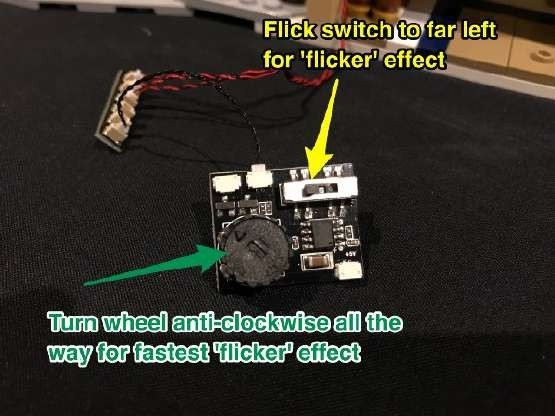 Flick switch to far left
for 'flicker' effect
+5V
Turn wheel anti-clockwise all the
way for fastest 'flicker' effect